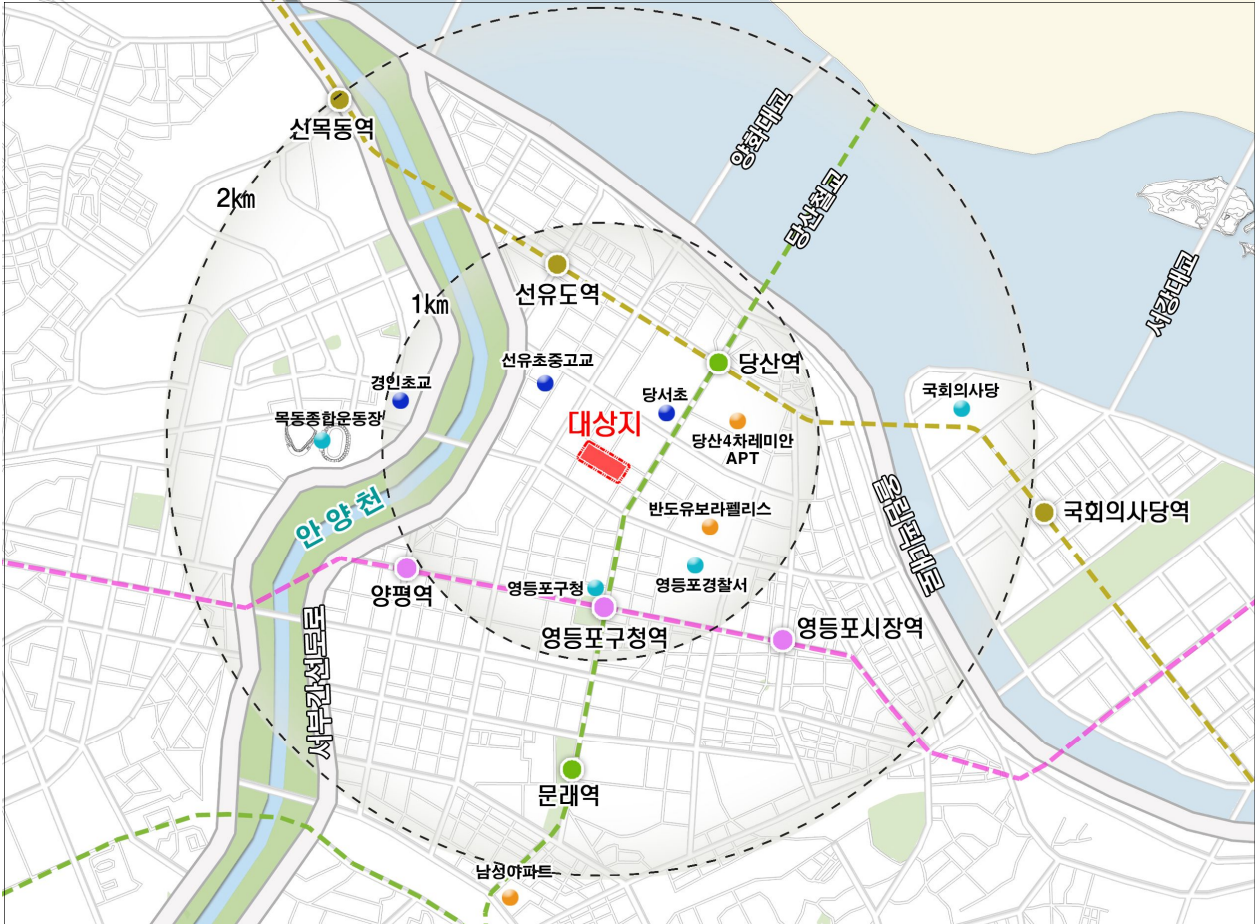 신목동역
2㎞
양화대교
당산철교
1㎞
선유도역
서강대교
선유초중고교
당산역
경인초교
목동종합운동장
당서초
국회의사당
대상지
당산4차레미안
APT
안양천
반도유보라펠리스
올림픽대로
국회의사당역
양평역
영등포구청
영등포경찰서
영등포구청역
영등포시장역
서부간선도로
문래역
남성아파트